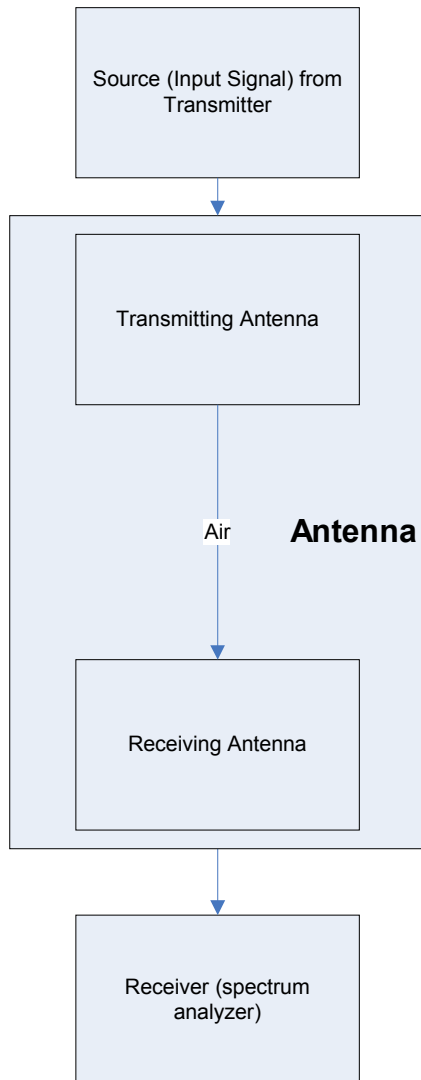 Source (Input Signal) from
Transmitter
Transmitting Antenna
Air
Antenna
Receiving Antenna
Receiver (spectrum
analyzer)